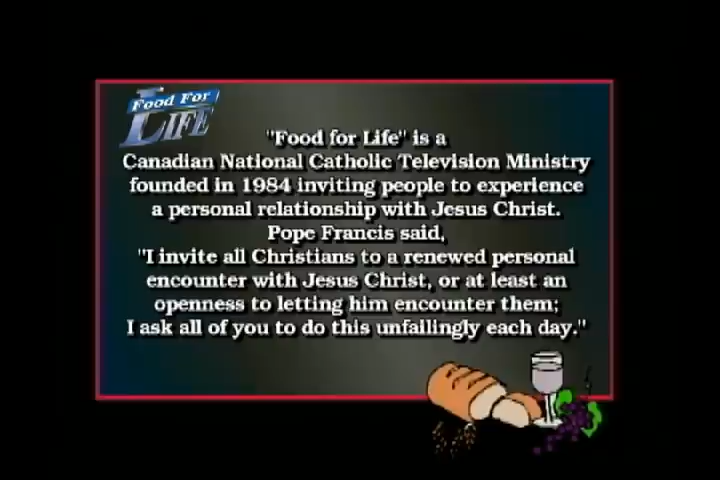 Food For
LIFE
"Food for Life" is a
Canadian National Catholic Television Ministry
founded in 1984 inviting people to experience
a personal relationship with Jesus Christ.
Pope Francis said,
"I invite all Christians to a renewed personal
encounter with Jesus Christ, or at least an
openness to letting him encounter them;
I ask all of you to do this unfailingly each day."